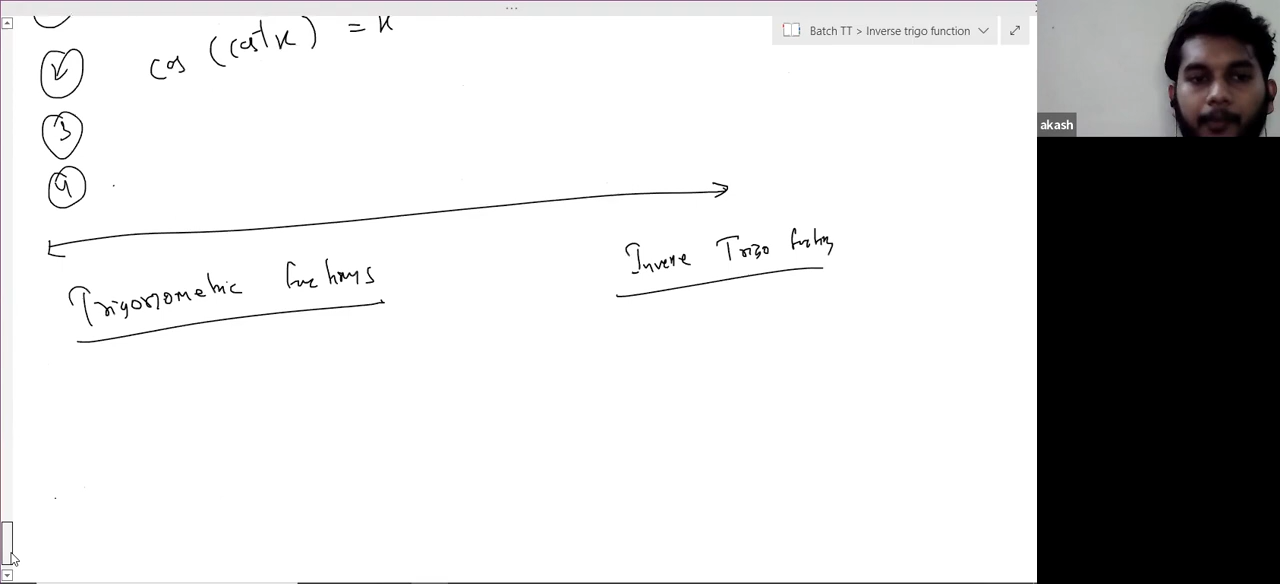 Batch TT > Inverse trigo function
cos (cos⁻¹x) = x
2
3
4
akash
Trigonometric functions
Inverse Trigo functions